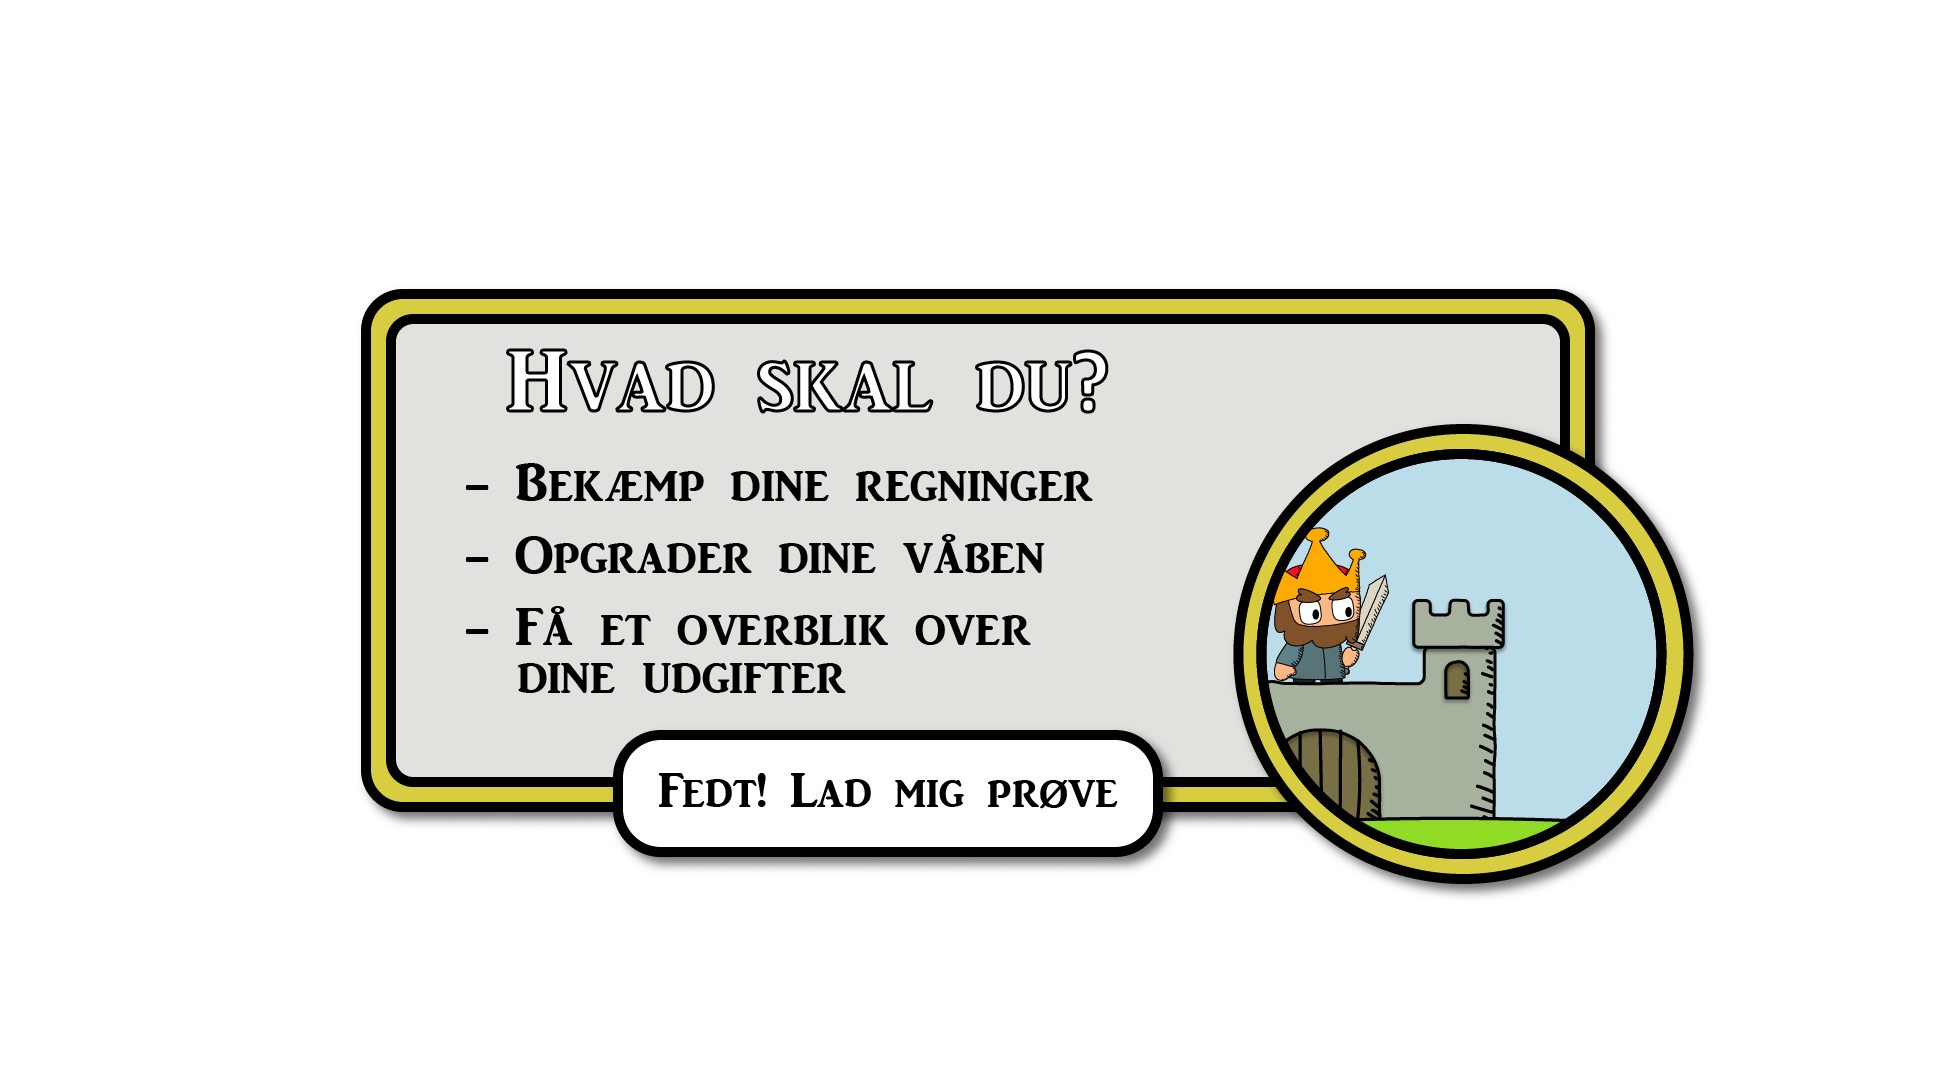 Hvad skal du?
– Bekæmp dine regninger
– Opgrader dine våben
– Få et overblik over
dine udgifter
Fedt! Lad mig prøve